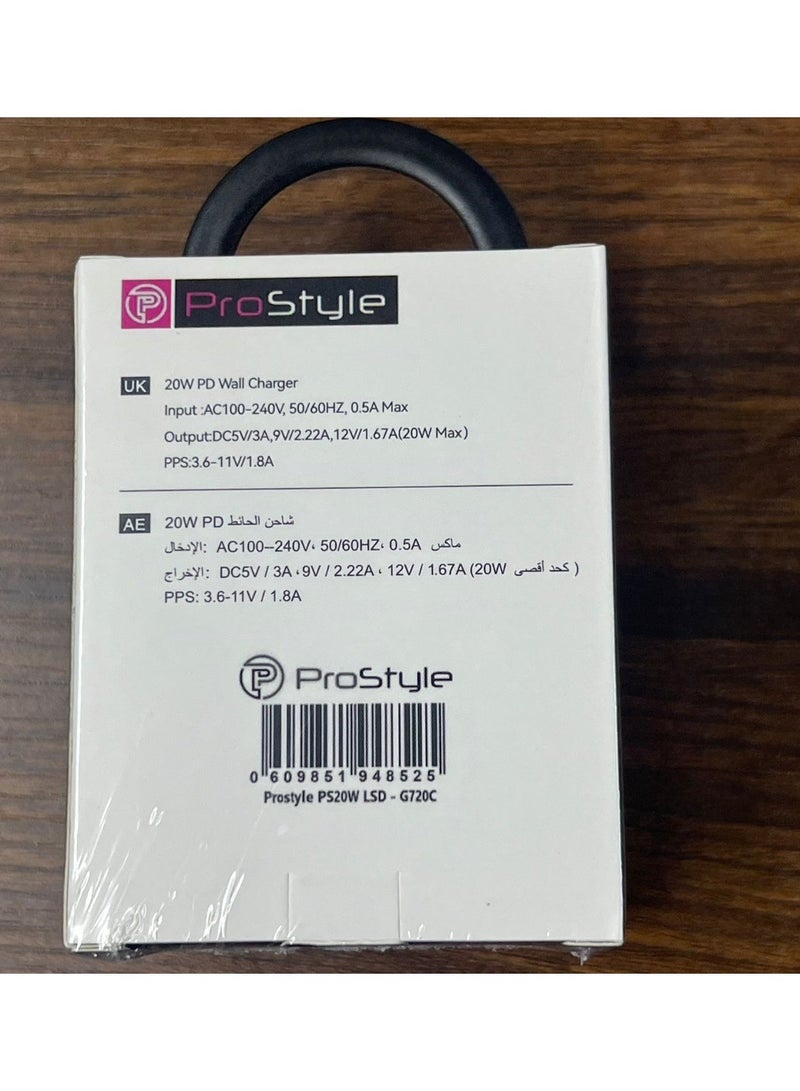 ProStyle
UK 20W PD Wall Charger
Input :AC100-240V, 50/60HZ, 0.5A Max
Output:DC5V/3A,9V/2.22A,12V/1.67A(20W Max)
PPS:3.6-11V/1.8A
AE 20W PD شاحن الحائط
الإدخال: AC100--240V، 50/60HZ، 0.5A ماكس
الإخراج: DC5V / 3A ،9V / 2.22A ، 12V / 1.67A (20W كحد أقصى )
PPS: 3.6-11V / 1.8A
ProStyle
0 609851 948525
Prostyle PS20W LSD - G720C